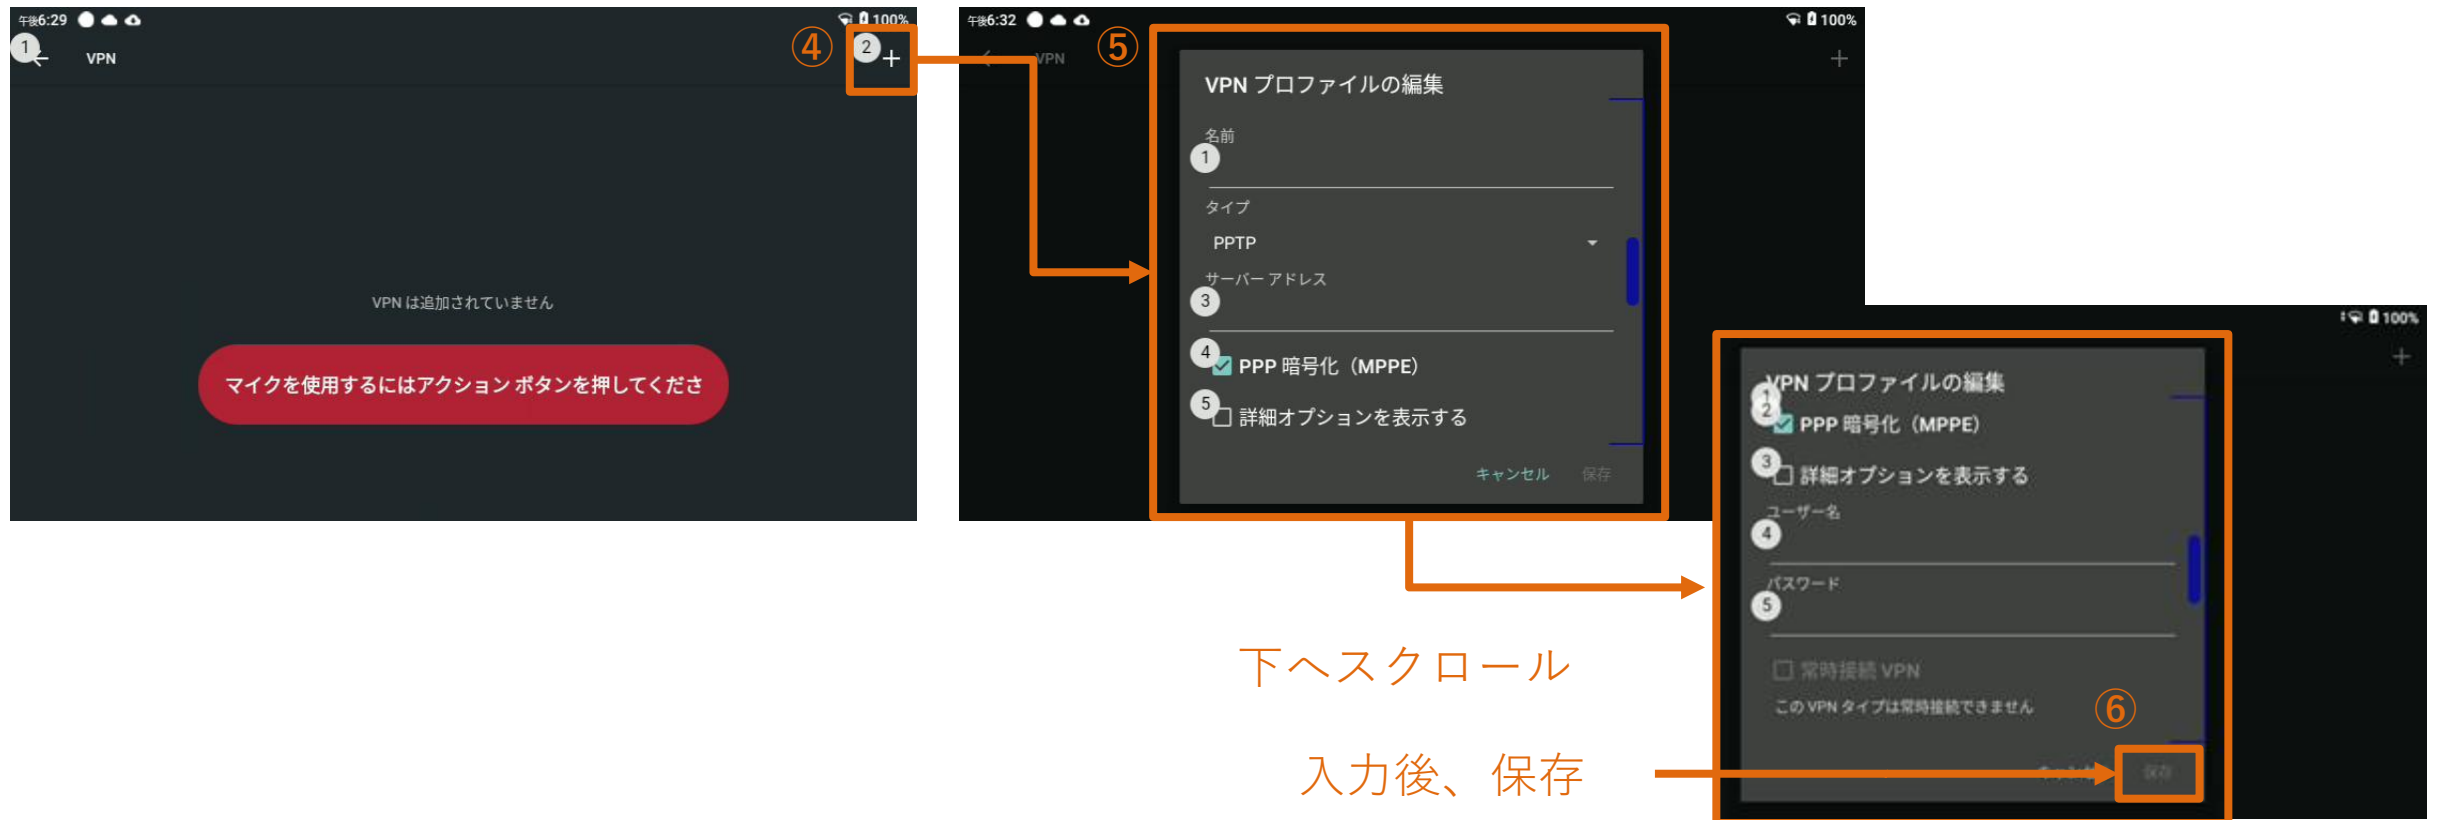 午後6:29
100%
1
VPN
④
2
+
VPN は追加されていません
マイクを使用するにはアクション ボタンを押してくださ
午後6:32
100%
VPN
⑤
+
VPN プロファイルの編集
名前
1
タイプ
PPTP
サーバー アドレス
3
4
PPP 暗号化（MPPE）
5
詳細オプションを表示する
キャンセル 保存
下へスクロール
入力後、保存
100%
+
VPN プロファイルの編集
1
2
PPP 暗号化（MPPE）
3
詳細オプションを表示する
ユーザー名
4
パスワード
5
常時接続 VPN
この VPN タイプは常時接続できません
⑥
保存